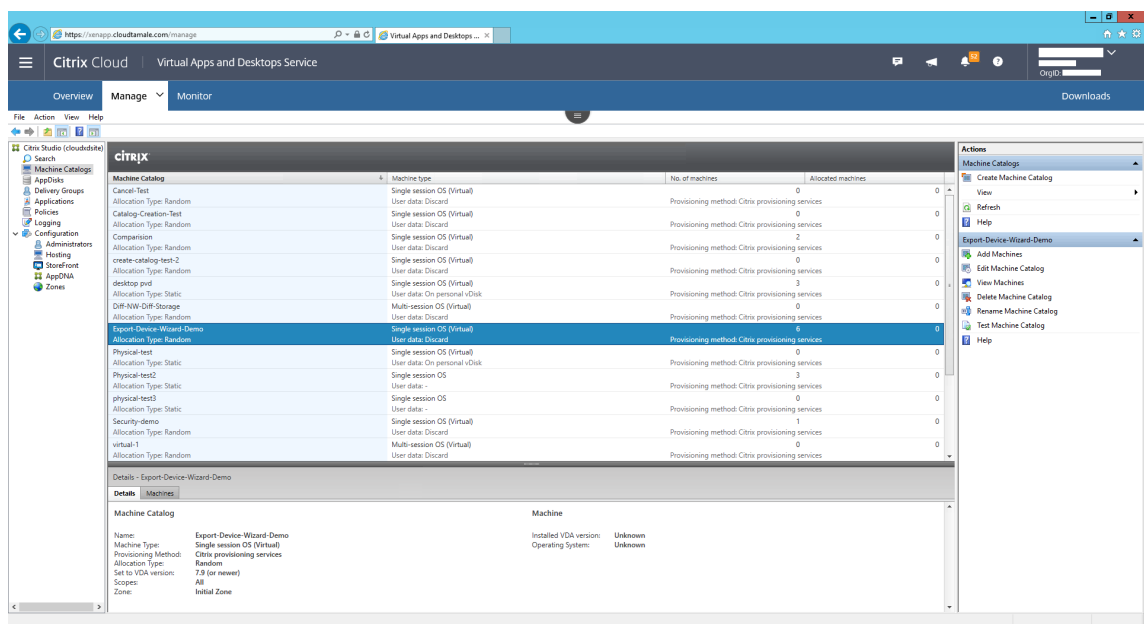 https://xenapp.cloudtamale.com/manage
Virtual Apps and Desktops ...
Citrix Cloud
Virtual Apps and Desktops Service
OrgID:
Overview
Manage
Monitor
Downloads
File Action View Help
Citrix Studio (cloudxdsite)
Search
Machine Catalogs
AppDisks
Delivery Groups
Applications
Policies
Logging
Configuration
Administrators
Hosting
StoreFront
AppDNA
Zones
CITRIX
Machine Catalog Machine type No. of machines Allocated machines
Cancel-Test Single session OS (Virtual) 0 0
Allocation Type: Random User data: Discard Provisioning method: Citrix provisioning services
Catalog-Creation-Test Single session OS (Virtual) 0 0
Allocation Type: Random User data: Discard Provisioning method: Citrix provisioning services
Comparision Single session OS (Virtual) 2 0
Allocation Type: Random User data: Discard Provisioning method: Citrix provisioning services
create-catalog-test-2 Single session OS (Virtual) 0 0
Allocation Type: Random User data: Discard Provisioning method: Citrix provisioning services
desktop pvd Single session OS (Virtual) 3 0
Allocation Type: Static User data: On personal vDisk Provisioning method: Citrix provisioning services
Diff-NW-Diff-Storage Multi-session OS (Virtual) 0 0
Allocation Type: Random User data: Discard Provisioning method: Citrix provisioning services
Export-Device-Wizard-Demo Single session OS (Virtual) 6 0
Allocation Type: Random User data: Discard Provisioning method: Citrix provisioning services
Physical-test Single session OS (Virtual) 0 0
Allocation Type: Static User data: On personal vDisk Provisioning method: Citrix provisioning services
Physical-test2 Single session OS 3 0
Allocation Type: Static User data: - Provisioning method: Citrix provisioning services
physical-test3 Single session OS 0 0
Allocation Type: Static User data: - Provisioning method: Citrix provisioning services
Security-demo Single session OS (Virtual) 1 0
Allocation Type: Random User data: Discard Provisioning method: Citrix provisioning services
virtual-1 Multi-session OS (Virtual) 0 0
Allocation Type: Random User data: Discard Provisioning method: Citrix provisioning services
Details - Export-Device-Wizard-Demo
Details Machines
Machine Catalog
Name: Export-Device-Wizard-Demo
Machine Type: Single session OS (Virtual)
Provisioning Method: Citrix provisioning services
Allocation Type: Random
Set to VDA version: 7.9 (or newer)
Scopes: All
Zone: Initial Zone
Machine
Installed VDA version: Unknown
Operating System: Unknown
Actions
Machine Catalogs
Create Machine Catalog
View
Refresh
Help
Export-Device-Wizard-Demo
Add Machines
Edit Machine Catalog
View Machines
Delete Machine Catalog
Rename Machine Catalog
Test Machine Catalog
Help